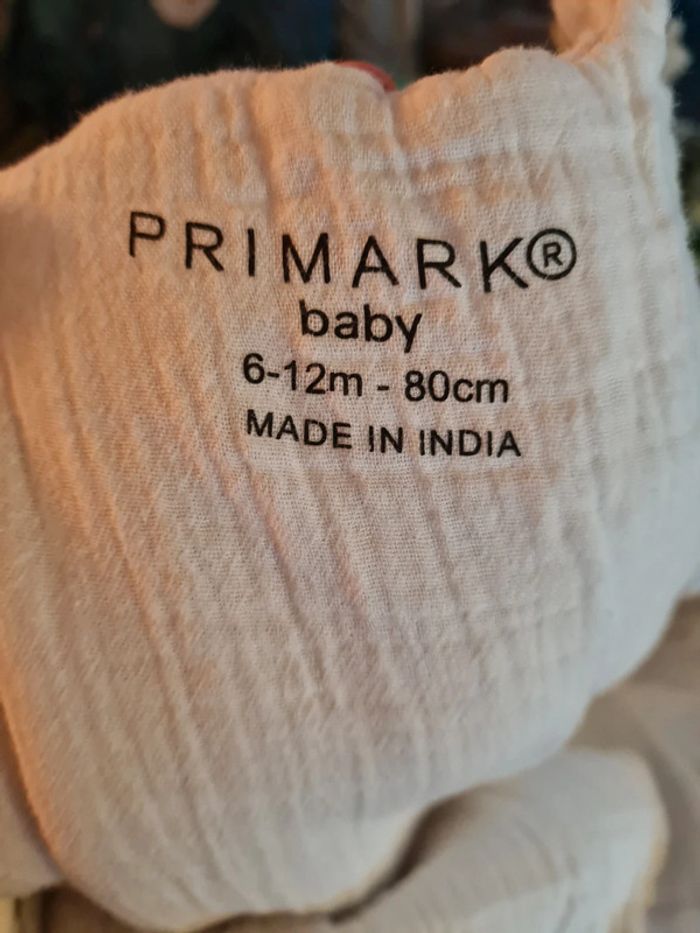 PRIMARK®
baby
6-12m - 80cm
MADE IN INDIA